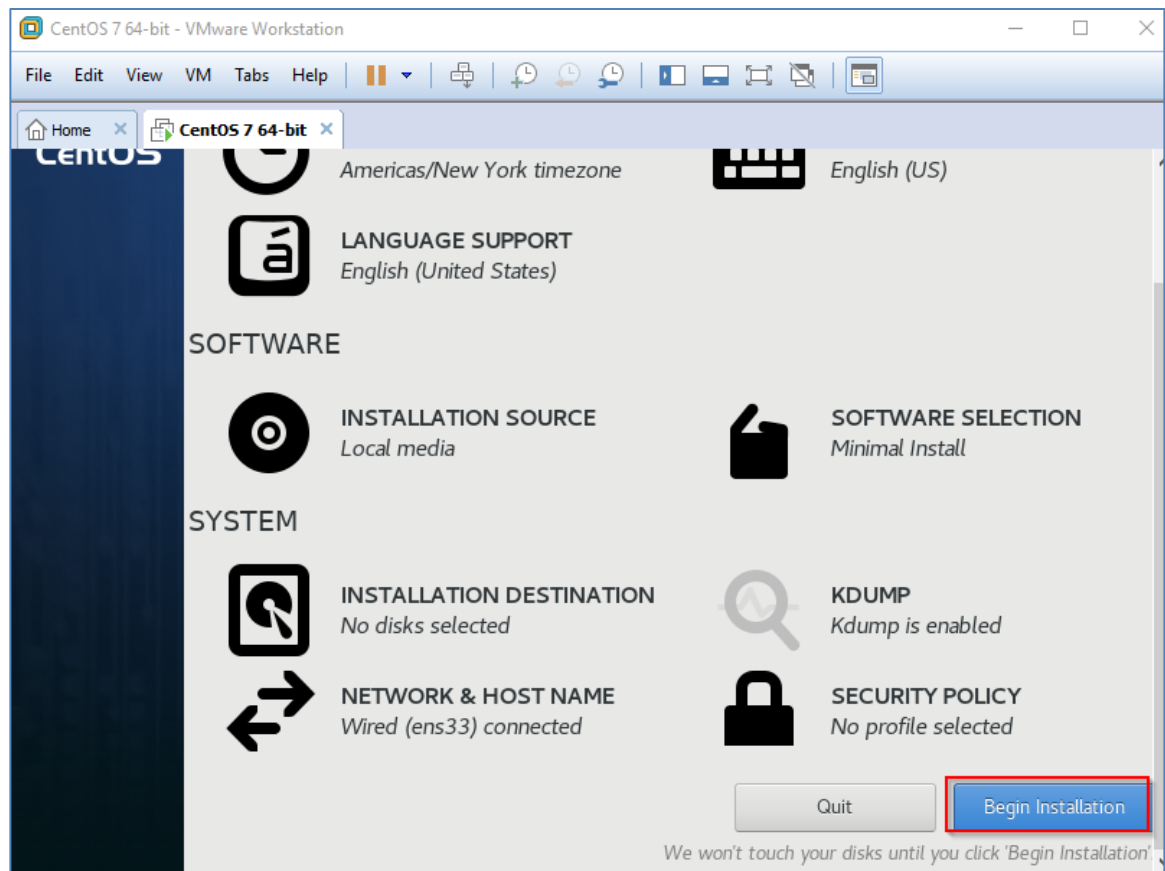 CentOS 7 64-bit - VMware Workstation
File Edit View VM Tabs Help
Home CentOS 7 64-bit
CentOS
Americas/New York timezone English (US)
á
LANGUAGE SUPPORT
English (United States)
SOFTWARE
INSTALLATION SOURCE SOFTWARE SELECTION
Local media Minimal Install
SYSTEM
INSTALLATION DESTINATION KDUMP
No disks selected Kdump is enabled
NETWORK & HOST NAME SECURITY POLICY
Wired (ens33) connected No profile selected
Quit Begin Installation
We won't touch your disks until you click 'Begin Installation'